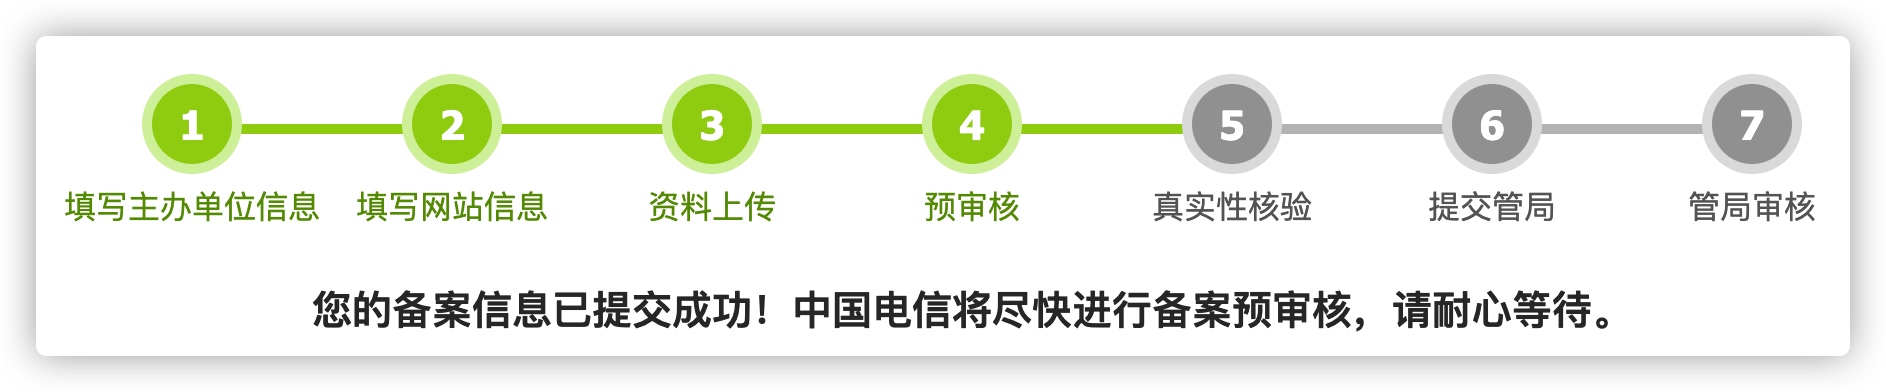 1 2 3 4 5 6 7
填写主办单位信息 填写网站信息 资料上传 预审核 真实性核验 提交管局 管局审核
您的备案信息已提交成功！中国电信将尽快进行备案预审核，请耐心等待。